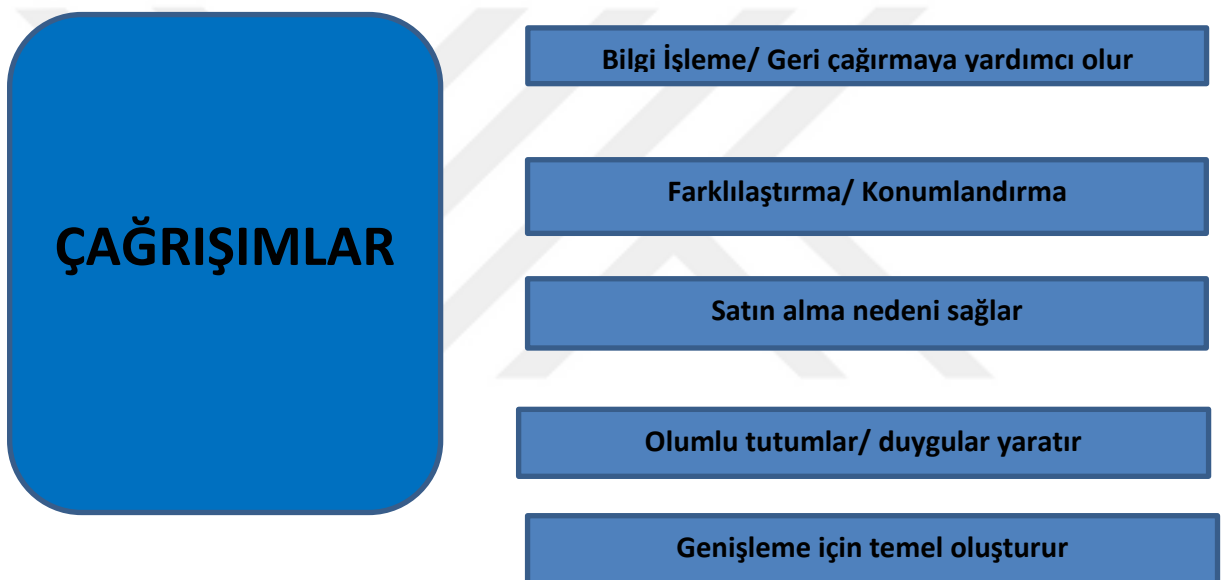 ÇAĞRIŞIMLAR
Bilgi İşleme/ Geri çağırmaya yardımcı olur
Farklılaştırma/ Konumlandırma
Satın alma nedeni sağlar
Olumlu tutumlar/ duygular yaratır
Genişleme için temel oluşturur